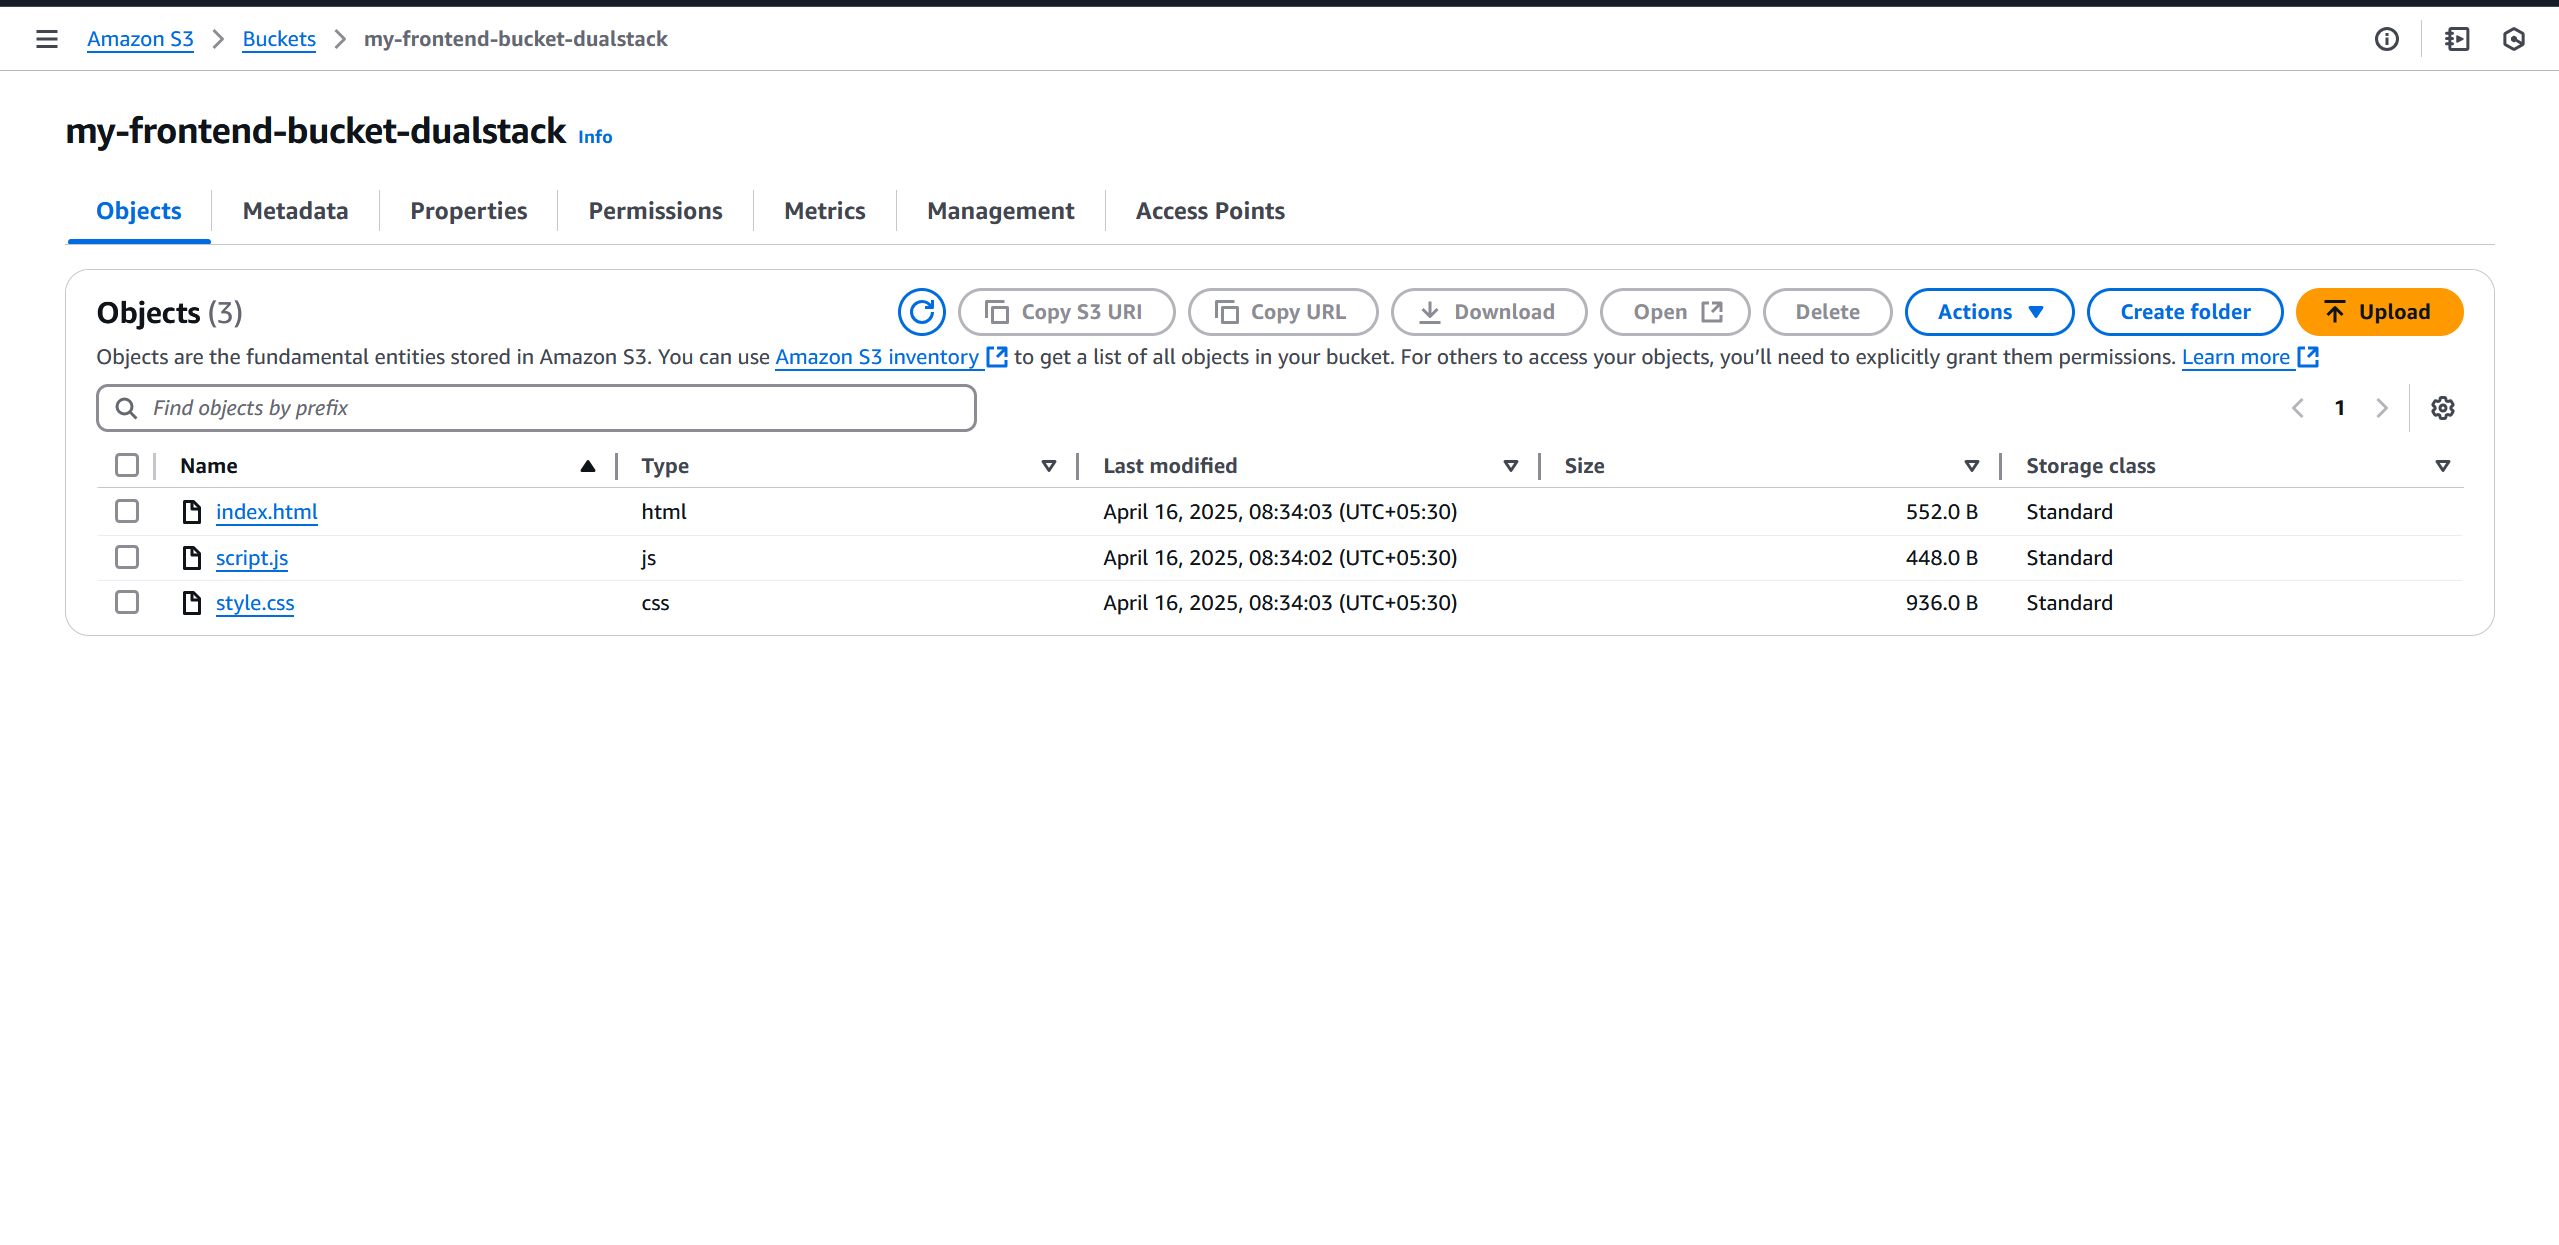 Amazon S3 > Buckets > my-frontend-bucket-dualstack
my-frontend-bucket-dualstack Info
Objects Metadata Properties Permissions Metrics Management Access Points
Objects (3) Copy S3 URI Copy URL Download Open Delete Actions Create folder Upload
Objects are the fundamental entities stored in Amazon S3. You can use Amazon S3 inventory to get a list of all objects in your bucket. For others to access your objects, you’ll need to explicitly grant them permissions. Learn more
Find objects by prefix 1
Name Type Last modified Size Storage class
index.html html April 16, 2025, 08:34:03 (UTC+05:30) 552.0 B Standard
script.js js April 16, 2025, 08:34:02 (UTC+05:30) 448.0 B Standard
style.css css April 16, 2025, 08:34:03 (UTC+05:30) 936.0 B Standard